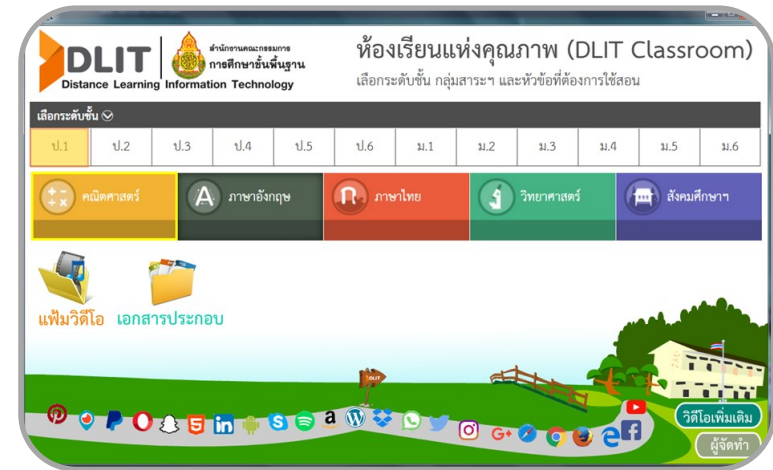 DLIT
Distance Learning Information Technology
สำนักงานคณะกรรมการ
การศึกษาขั้นพื้นฐาน
ห้องเรียนแห่งคุณภาพ (DLIT Classroom)
เลือกระดับชั้น กลุ่มสาระฯ และหัวข้อที่ต้องการใช้สอน
เลือกระดับชั้น
ป.1 ป.2 ป.3 ป.4 ป.5 ป.6 ม.1 ม.2 ม.3 ม.4 ม.5 ม.6
คณิตศาสตร์ ภาษาอังกฤษ ภาษาไทย วิทยาศาสตร์ สังคมศึกษาฯ
แฟ้มวิดีโอ เอกสารประกอบ
DLIT
วิดีโอเพิ่มเติม
ผู้จัดทำ